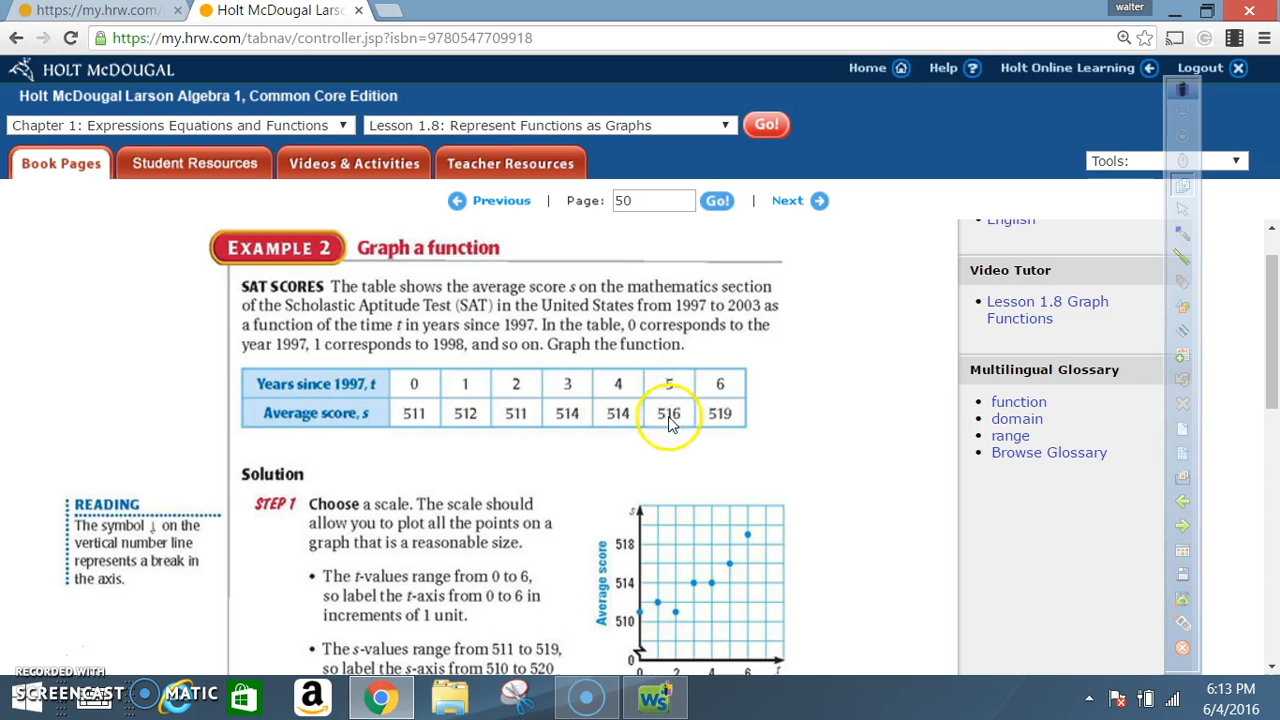 https://my.hrw.com/
Holt McDougal Lars
walter
https://my.hrw.com/tabnav/controller.jsp?isbn=9780547709918
HOLT McDOUGAL
Home
Help
Holt Online Learning
Logout
Holt McDougal Larson Algebra 1, Common Core Edition
Chapter 1: Expressions Equations and Functions
Lesson 1.8: Represent Functions as Graphs
Go!
Book Pages
Student Resources
Videos & Activities
Teacher Resources
Tools:
Previous | Page: 50 Go! | Next
English
EXAMPLE 2 Graph a function
SAT SCORES The table shows the average score s on the mathematics section
of the Scholastic Aptitude Test (SAT) in the United States from 1997 to 2003 as
a function of the time t in years since 1997. In the table, 0 corresponds to the
year 1997, 1 corresponds to 1998, and so on. Graph the function.
Years since 1997, t 0 1 2 3 4 5 6
Average score, s 511 512 511 514 514 516 519
Solution
STEP 1 Choose a scale. The scale should
allow you to plot all the points on a
graph that is a reasonable size.
• The t-values range from 0 to 6,
so label the t-axis from 0 to 6 in
increments of 1 unit.
• The s-values range from 511 to 519,
so label the s-axis from 510 to 520
READING
The symbol ⤓ on the
vertical number line
represents a break in
the axis.
s
518
514
510
0
Average score
0 2 4 6 t
Video Tutor
• Lesson 1.8 Graph
Functions
Multilingual Glossary
• function
• domain
• range
• Browse Glossary
RECORDED WITH
SCREENCAST MATIC
6:13 PM
6/4/2016